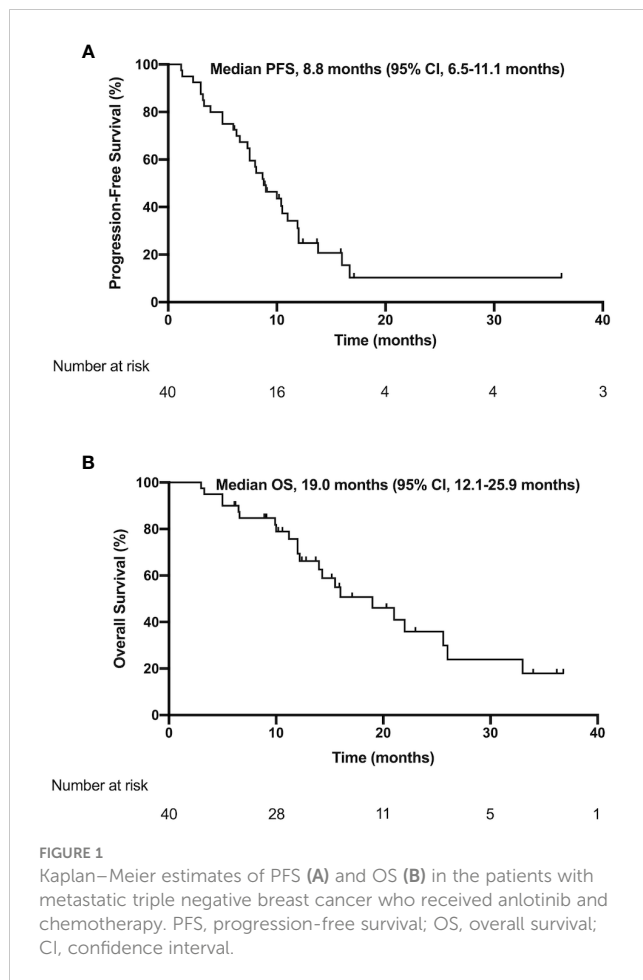 A
Median PFS, 8.8 months (95% CI, 6.5-11.1 months)
Progression-Free Survival (%)
100
80
60
40
20
0
0 10 20 30 40
Time (months)
Number at risk
40 16 4 4 3
B
Median OS, 19.0 months (95% CI, 12.1-25.9 months)
Overall Survival (%)
100
80
60
40
20
0
0 10 20 30 40
Time (months)
Number at risk
40 28 11 5 1
FIGURE 1
Kaplan–Meier estimates of PFS (A) and OS (B) in the patients with
metastatic triple negative breast cancer who received anlotinib and
chemotherapy. PFS, progression-free survival; OS, overall survival;
CI, confidence interval.